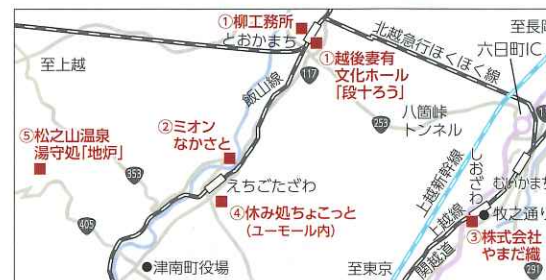 ①柳工務所
とおかまち
北越急行ほくほく線
至長岡
六日町IC
至上越
飯山線
117
①越後妻有
文化ホール
「段十ろう」
253
八箇峠
トンネル
②ミオン
なかさと
⑤松之山温泉
湯守処「地炉」
353
えちごたざわ
上越新幹線
しおざわ
むいかまち
405
④休み処ちょこっと
(ユーモール内)
上越線
牧之通り
関越道
③株式会社
やまだ織
津南町役場
至東京
291